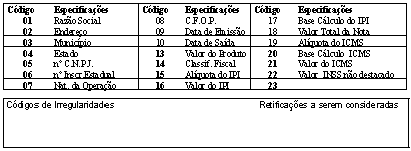 Código Especificações Código Especificações Código Especificações
01 Razão Social 08 C.F.O.P. 17 Base Cálculo do IPI
02 Endereço 09 Data de Emissão 18 Valor Total da Nota
03 Município 10 Data de Saída 19 Alíquota do ICMS
04 Estado 13 Valor do Produto 20 Base Cálculo ICMS
05 nº C.N.P.J. 14 Classif. Fiscal 21 Valor do ICMS
06 nº Inscr.Estadual 15 Alíquota do IPI 22 Valor INSS não destacado
07 Nat. da Operação 16 Valor do IPI 23
Códigos de Irregularidades Retificações a serem consideradas